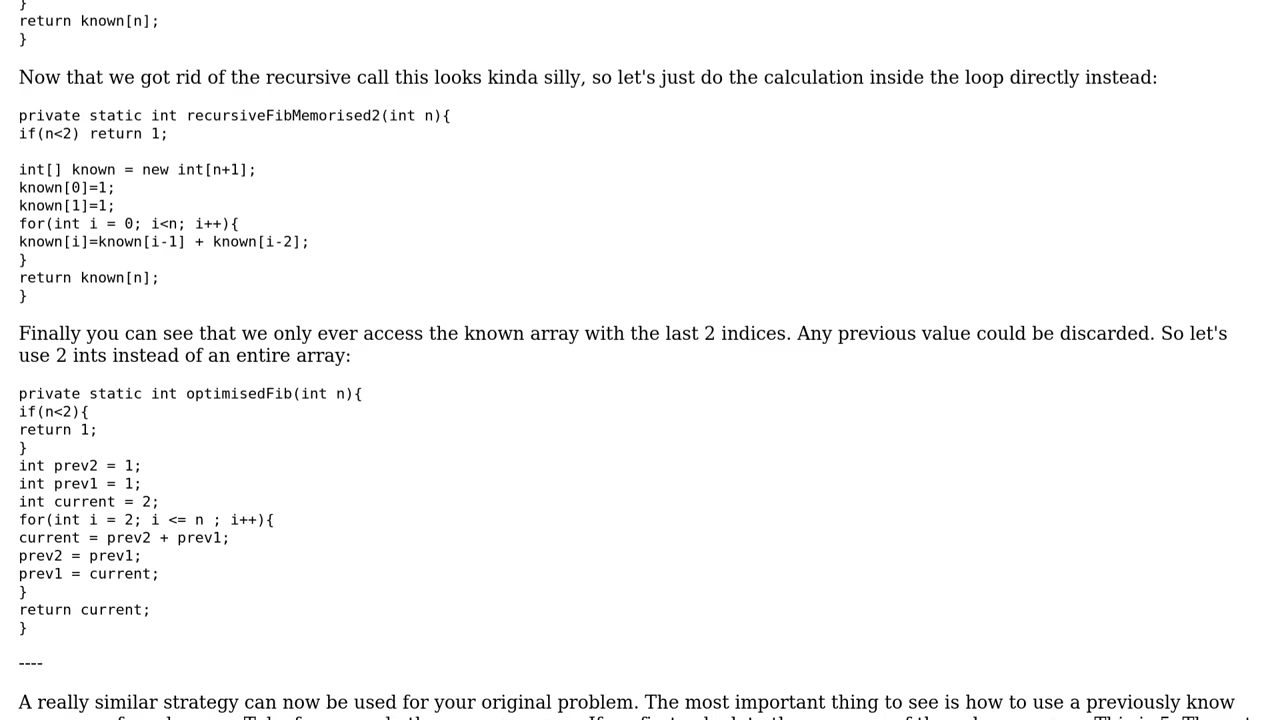 }
return known[n];
}
Now that we got rid of the recursive call this looks kinda silly, so let's just do the calculation inside the loop directly instead:
private static int recursiveFibMemorised2(int n){
if(n<2) return 1;
int[] known = new int[n+1];
known[0]=1;
known[1]=1;
for(int i = 0; i<n; i++){
known[i]=known[i-1] + known[i-2];
}
return known[n];
}
Finally you can see that we only ever access the known array with the last 2 indices. Any previous value could be discarded. So let's
use 2 ints instead of an entire array:
private static int optimisedFib(int n){
if(n<2){
return 1;
}
int prev2 = 1;
int prev1 = 1;
int current = 2;
for(int i = 2; i <= n ; i++){
current = prev2 + prev1;
prev2 = prev1;
prev1 = current;
}
return current;
}
----
A really similar strategy can now be used for your original problem. The most important thing to see is how to use a previously know